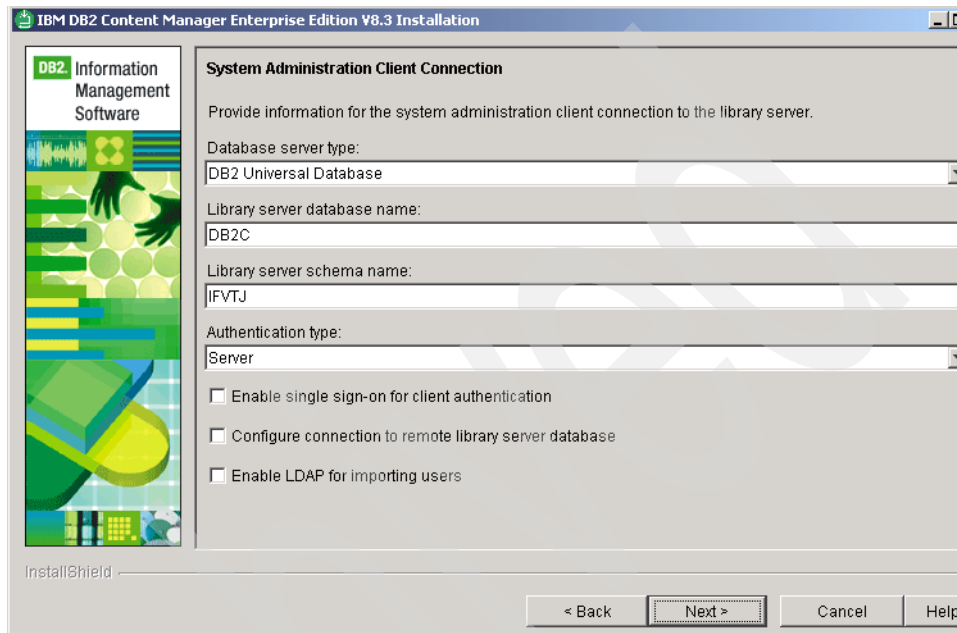 IBM DB2 Content Manager Enterprise Edition V8.3 Installation
DB2. Information
Management
Software
System Administration Client Connection
Provide information for the system administration client connection to the library server.
Database server type:
DB2 Universal Database
Library server database name:
DB2C
Library server schema name:
IFVTJ
Authentication type:
Server
Enable single sign-on for client authentication
Configure connection to remote library server database
Enable LDAP for importing users
InstallShield
< Back Next > Cancel Help